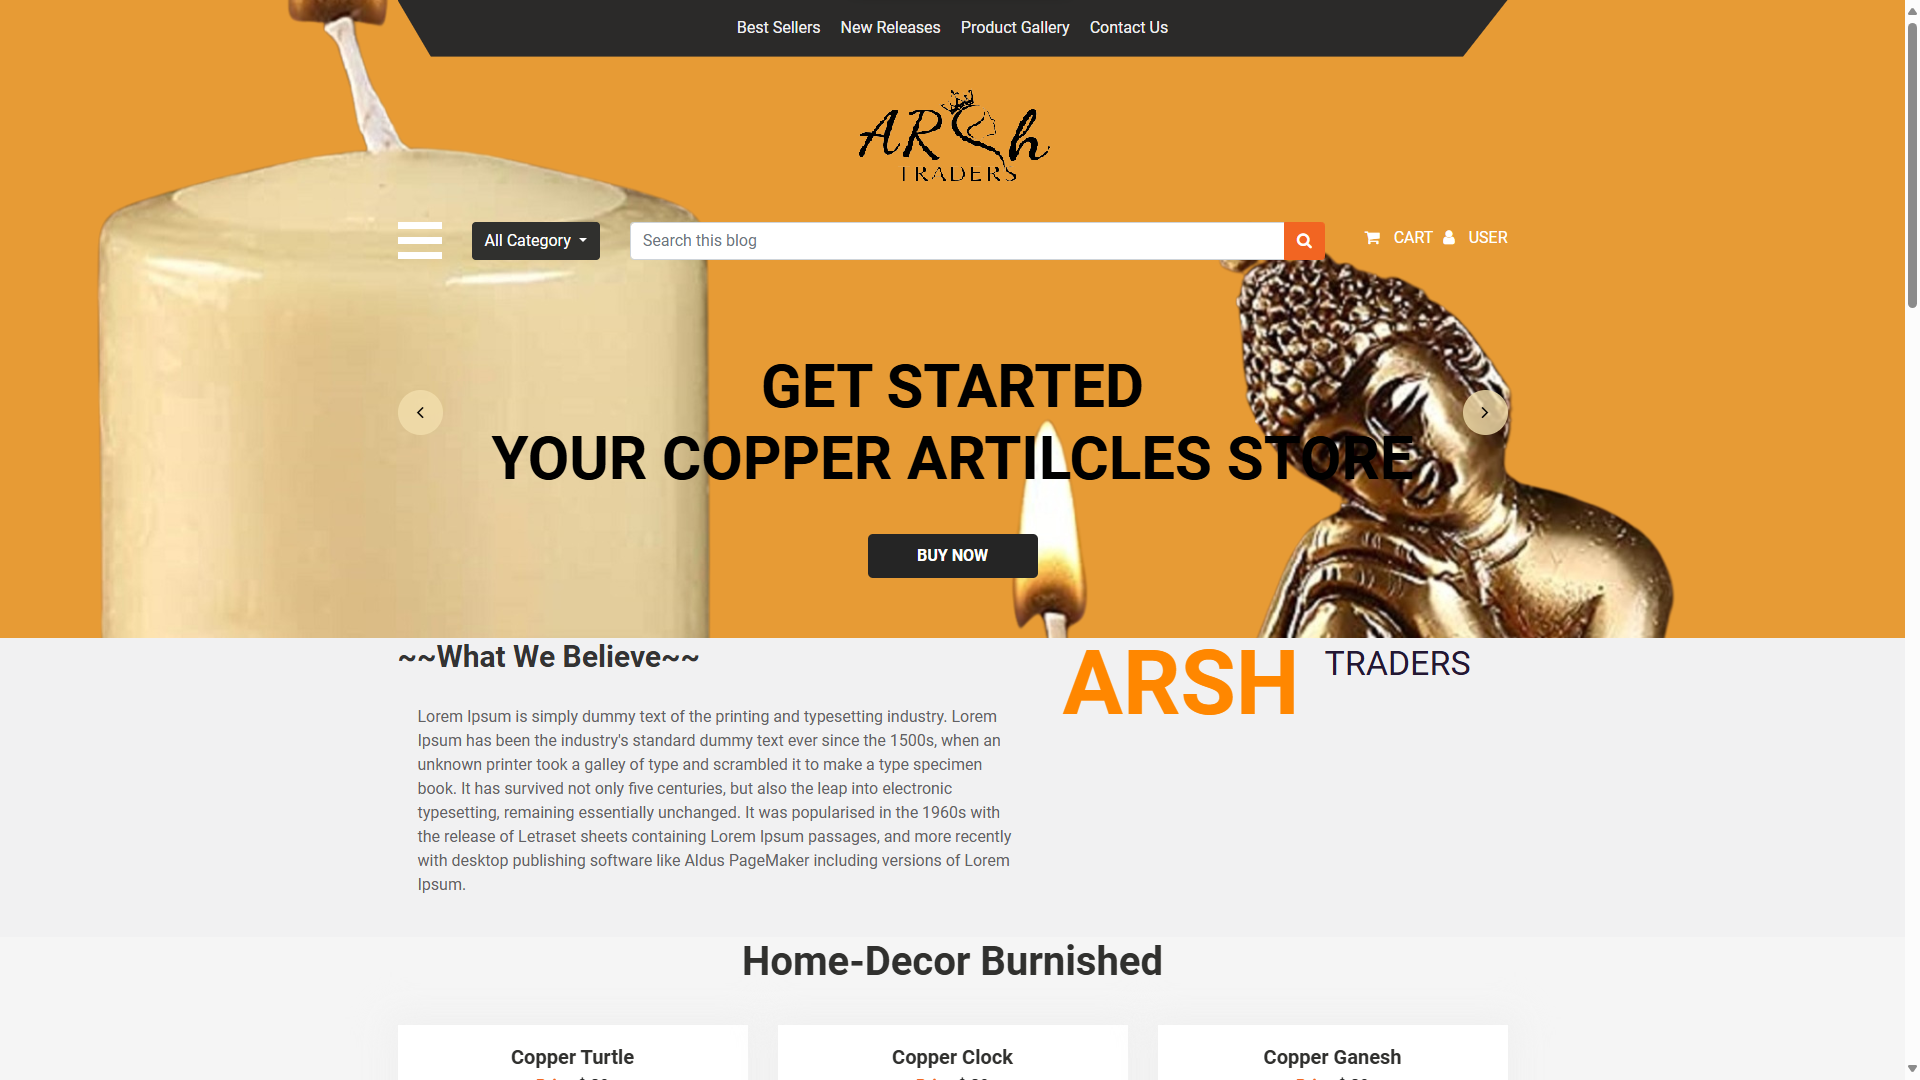 Best Sellers New Releases Product Gallery Contact Us
ARSh
TRADERS
All Category
Search this blog
CART
USER
GET STARTED
YOUR COPPER ARTILCLES STORE
BUY NOW
~~What We Believe~~
ARSH TRADERS
Lorem Ipsum is simply dummy text of the printing and typesetting industry. Lorem
Ipsum has been the industry's standard dummy text ever since the 1500s, when an
unknown printer took a galley of type and scrambled it to make a type specimen
book. It has survived not only five centuries, but also the leap into electronic
typesetting, remaining essentially unchanged. It was popularised in the 1960s with
the release of Letraset sheets containing Lorem Ipsum passages, and more recently
with desktop publishing software like Aldus PageMaker including versions of Lorem
Ipsum.
Home-Decor Burnished
Copper Turtle
Copper Clock
Copper Ganesh